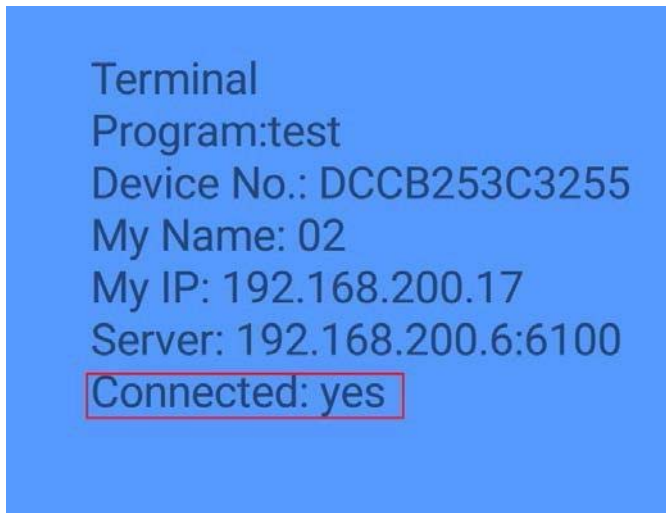 Terminal
Program:test
Device No.: DCCB253C3255
My Name: 02
My IP: 192.168.200.17
Server: 192.168.200.6:6100
Connected: yes